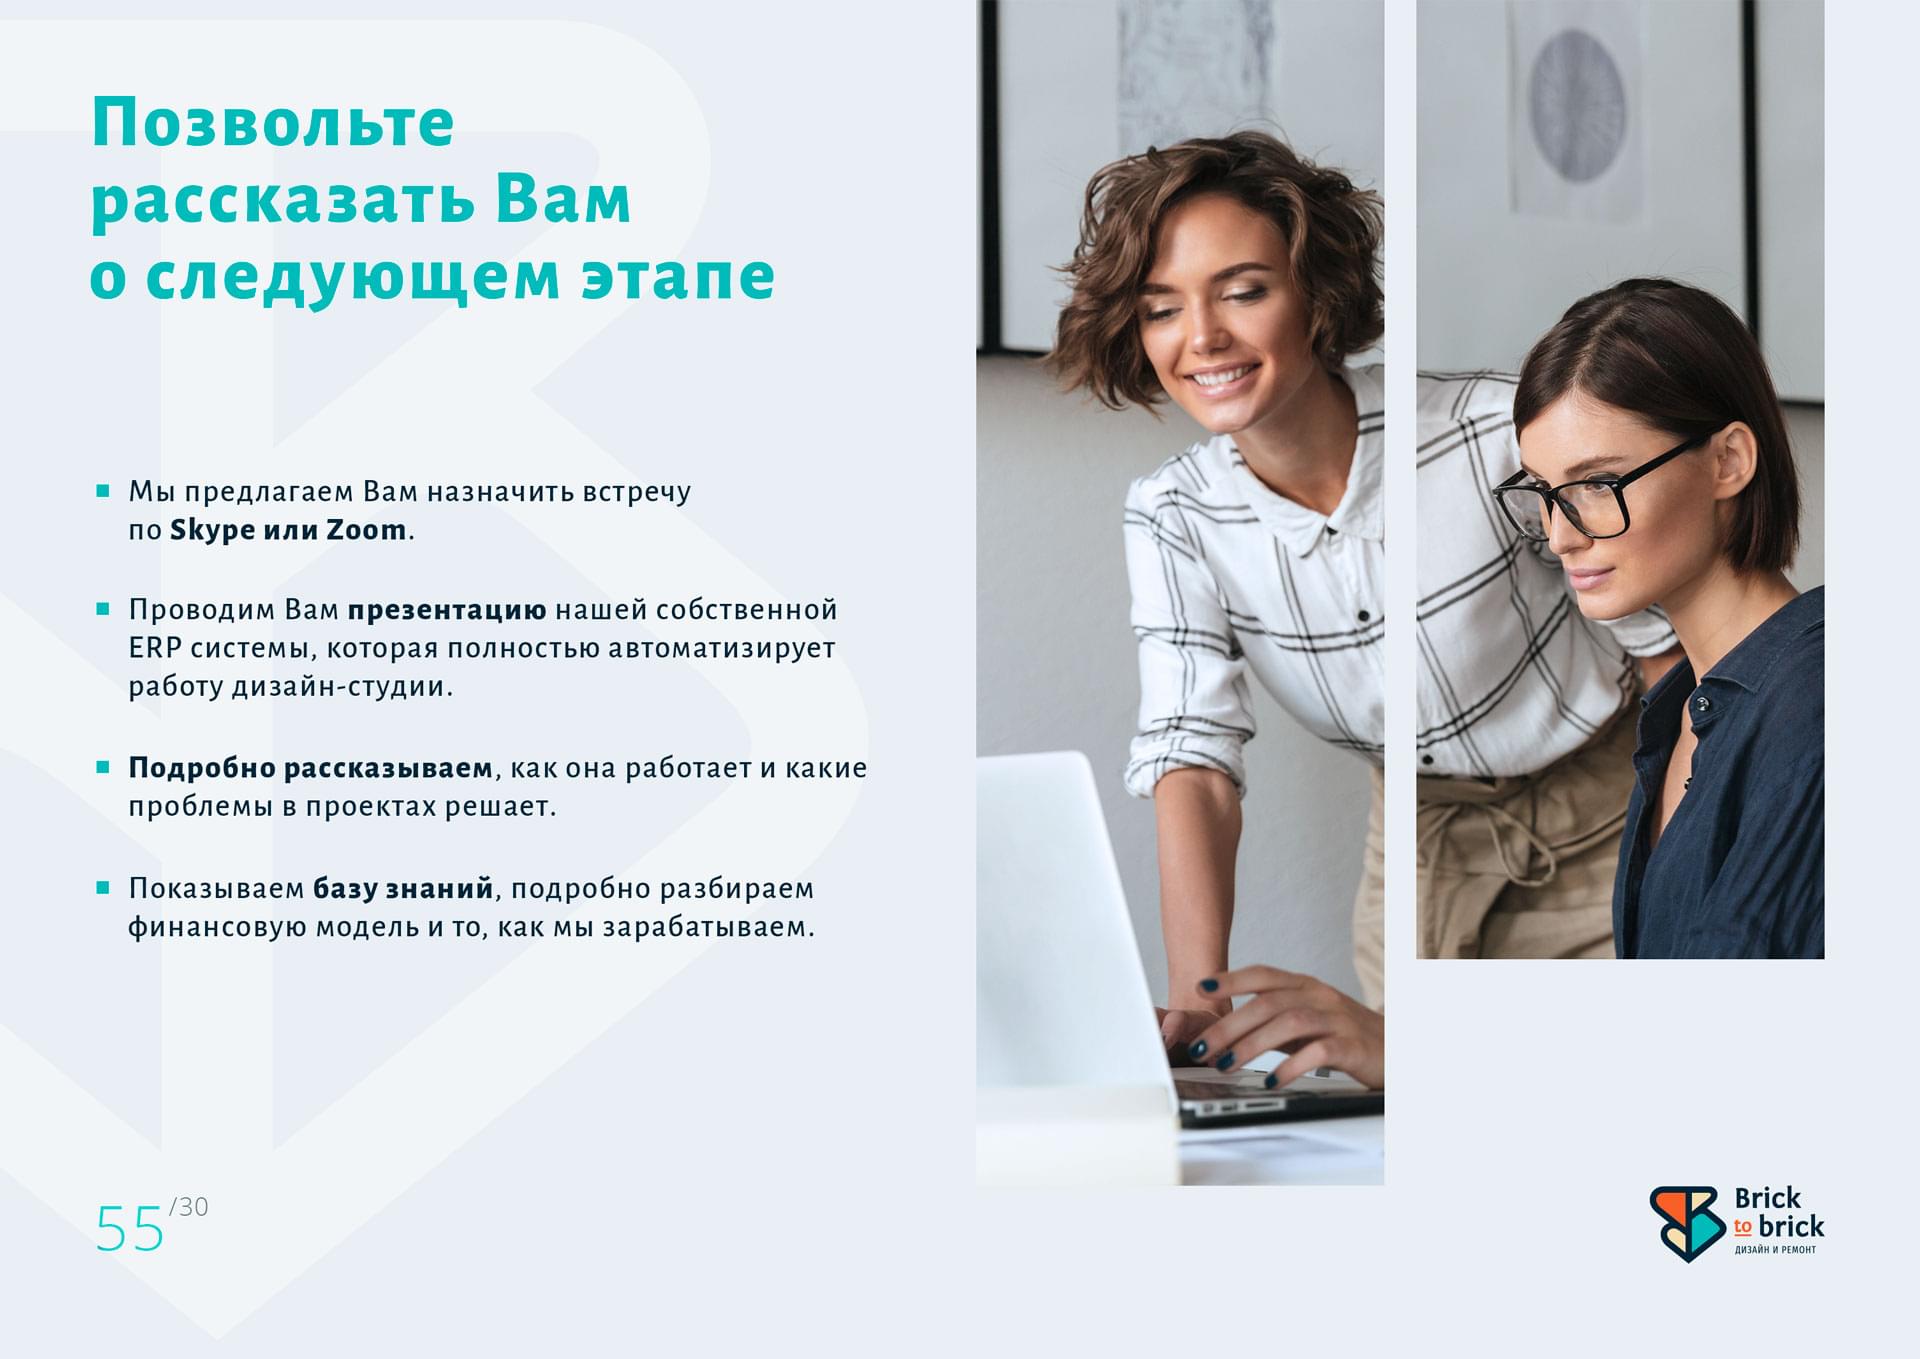 Позвольте
рассказать Вам
о следующем этапе
Мы предлагаем Вам назначить встречу
по Skype или Zoom.
Проводим Вам презентацию нашей собственной
ERP системы, которая полностью автоматизирует
работу дизайн-студии.
Подробно рассказываем, как она работает и какие
проблемы в проектах решает.
Показываем базу знаний, подробно разбираем
финансовую модель и то, как мы зарабатываем.
55/30
Brick
to brick
ДИЗАЙН И РЕМОНТ